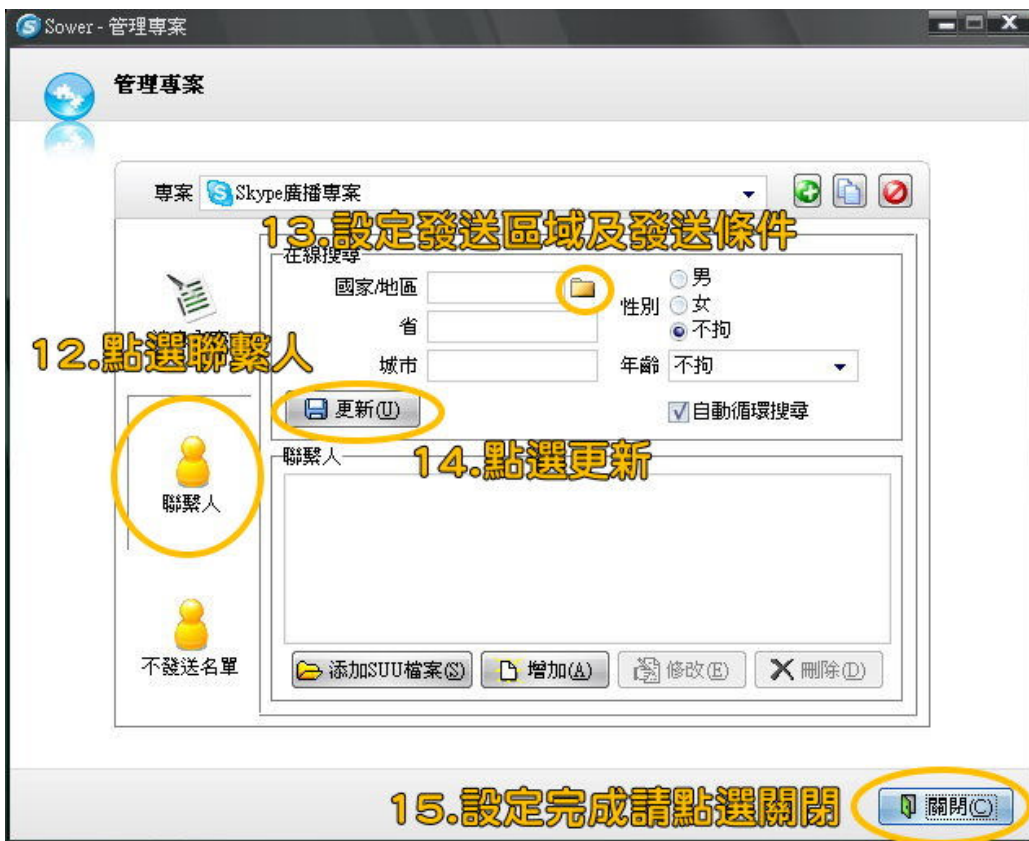 Sower - 管理專案
管理專案
專案 Skype廣播專案
13.設定發送區域及發送條件
在線搜尋
國家/地區
省
城市
性別
男
女
不拘
年齡 不拘
12.點選聯繫人
更新(U)
自動循環搜尋
14.點選更新
聯繫人
聯繫人
不發送名單
添加SUU檔案(S) 增加(A) 修改(E) 刪除(D)
15.設定完成請點選關閉
關閉(C)